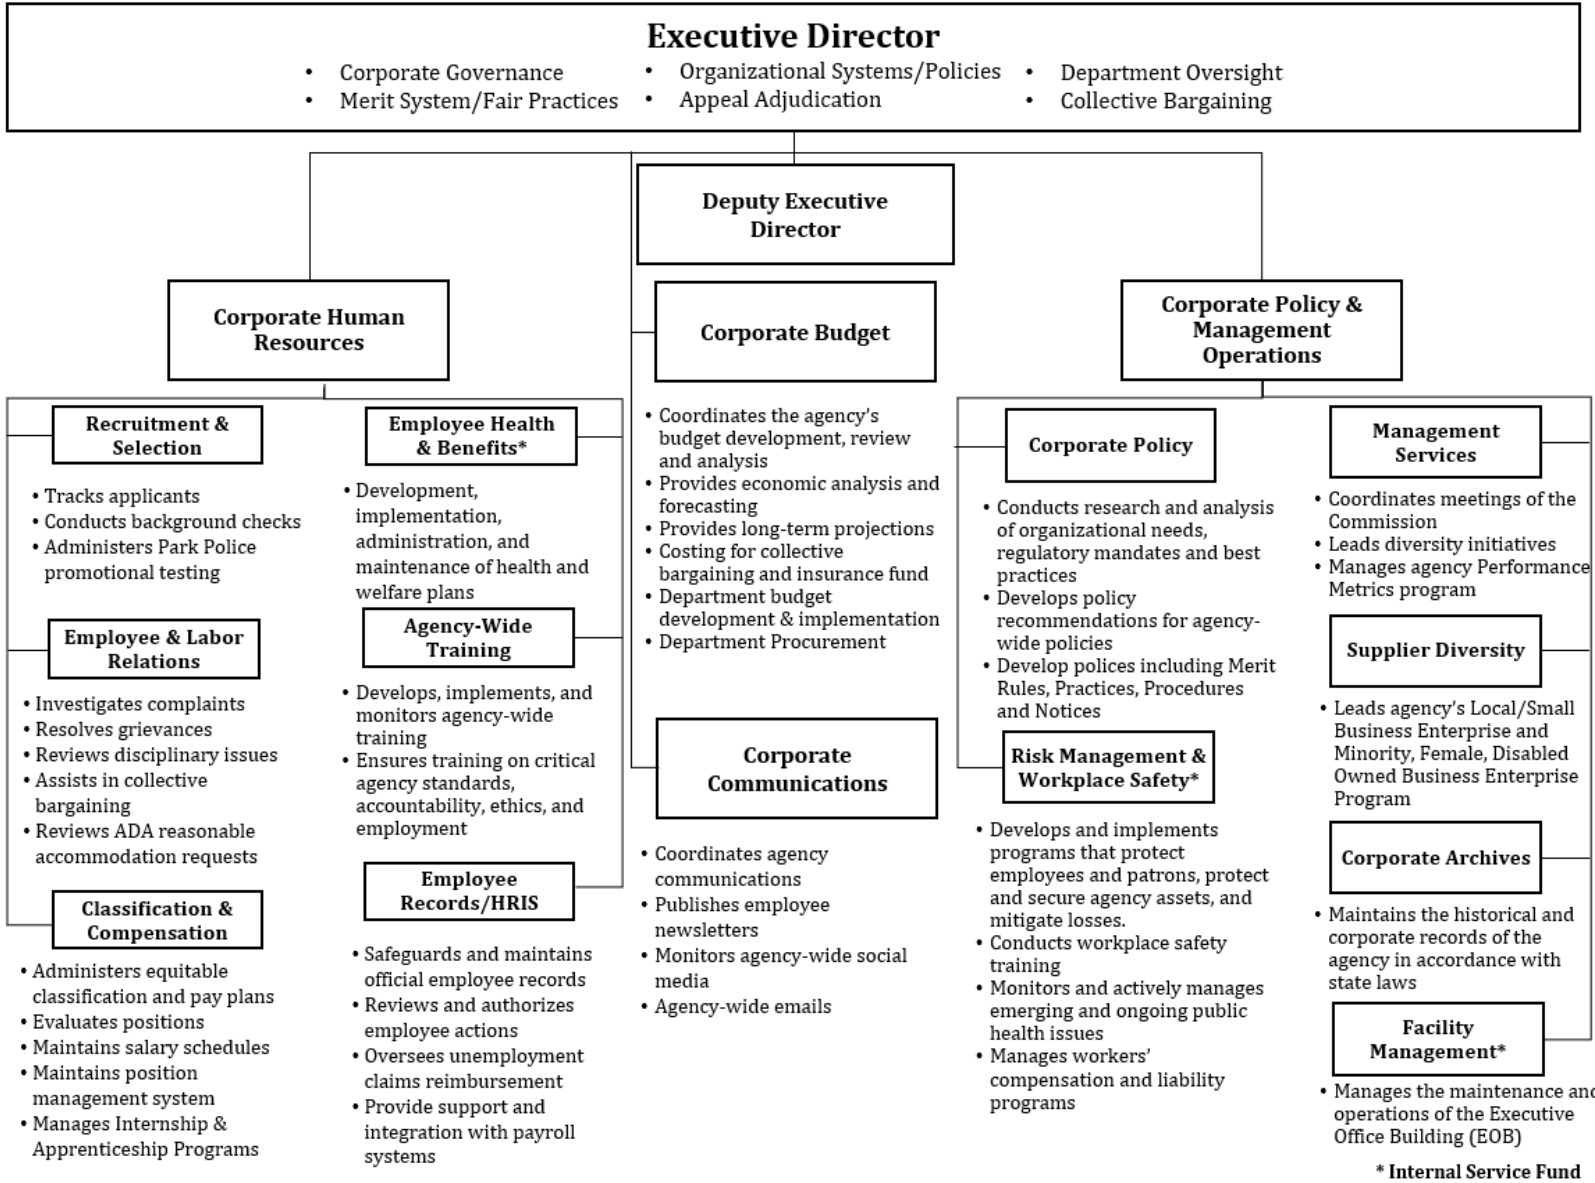 Executive Director
• Corporate Governance
• Merit System/Fair Practices
• Organizational Systems/Policies
• Appeal Adjudication
• Department Oversight
• Collective Bargaining
Deputy Executive
Director
Corporate Human
Resources
Recruitment &
Selection
• Tracks applicants
• Conducts background checks
• Administers Park Police
promotional testing
Employee & Labor
Relations
• Investigates complaints
• Resolves grievances
• Reviews disciplinary issues
• Assists in collective
bargaining
• Reviews ADA reasonable
accommodation requests
Classification &
Compensation
• Administers equitable
classification and pay plans
• Evaluates positions
• Maintains salary schedules
• Maintains position
management system
• Manages Internship &
Apprenticeship Programs
Employee Health
& Benefits*
• Development,
implementation,
administration, and
maintenance of health and
welfare plans
Agency-Wide
Training
• Develops, implements, and
monitors agency-wide
training
• Ensures training on critical
agency standards,
accountability, ethics, and
employment
Employee
Records/HRIS
• Safeguards and maintains
official employee records
• Reviews and authorizes
employee actions
• Oversees unemployment
claims reimbursement
• Provide support and
integration with payroll
systems
Corporate Budget
• Coordinates the agency's
budget development, review
and analysis
• Provides economic analysis and
forecasting
• Provides long-term projections
• Costing for collective
bargaining and insurance fund
• Department budget
development & implementation
• Department Procurement
Corporate
Communications
• Coordinates agency
communications
• Publishes employee
newsletters
• Monitors agency-wide social
media
• Agency-wide emails
Corporate Policy &
Management
Operations
Corporate Policy
• Conducts research and analysis
of organizational needs,
regulatory mandates and best
practices
• Develops policy
recommendations for agency-
wide policies
• Develop polices including Merit
Rules, Practices, Procedures
and Notices
Risk Management &
Workplace Safety*
• Develops and implements
programs that protect
employees and patrons, protect
and secure agency assets, and
mitigate losses.
• Conducts workplace safety
training
• Monitors and actively manages
emerging and ongoing public
health issues
• Manages workers'
compensation and liability
programs
Management
Services
• Coordinates meetings of the
Commission
• Leads diversity initiatives
• Manages agency Performance
Metrics program
Supplier Diversity
• Leads agency's Local/Small
Business Enterprise and
Minority, Female, Disabled
Owned Business Enterprise
Program
Corporate Archives
• Maintains the historical and
corporate records of the
agency in accordance with
state laws
Facility
Management*
• Manages the maintenance and
operations of the Executive
Office Building (EOB)
* Internal Service Fund